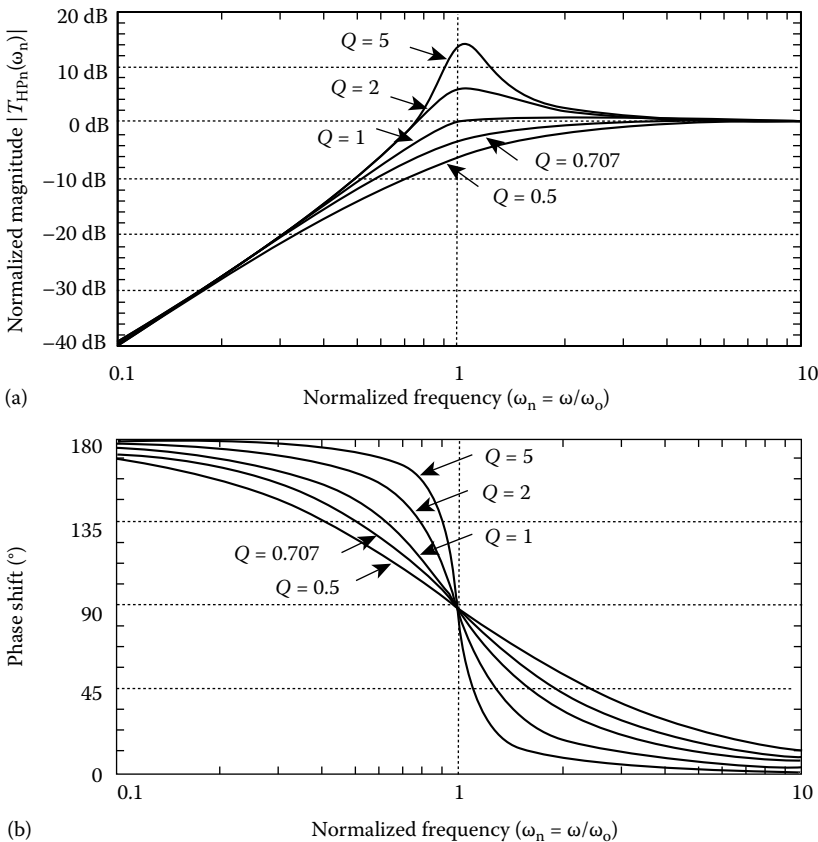 20 dB
10 dB
0 dB
−10 dB
−20 dB
−30 dB
−40 dB
Normalized magnitude |T_HPn(ω_n)|
Q = 5
Q = 2
Q = 1
Q = 0.707
Q = 0.5
0.1
1
10
(a)
Normalized frequency (ω_n = ω/ω_o)
180
135
90
45
0
Phase shift (°)
Q = 5
Q = 2
Q = 1
Q = 0.707
Q = 0.5
0.1
1
10
(b)
Normalized frequency (ω_n = ω/ω_o)